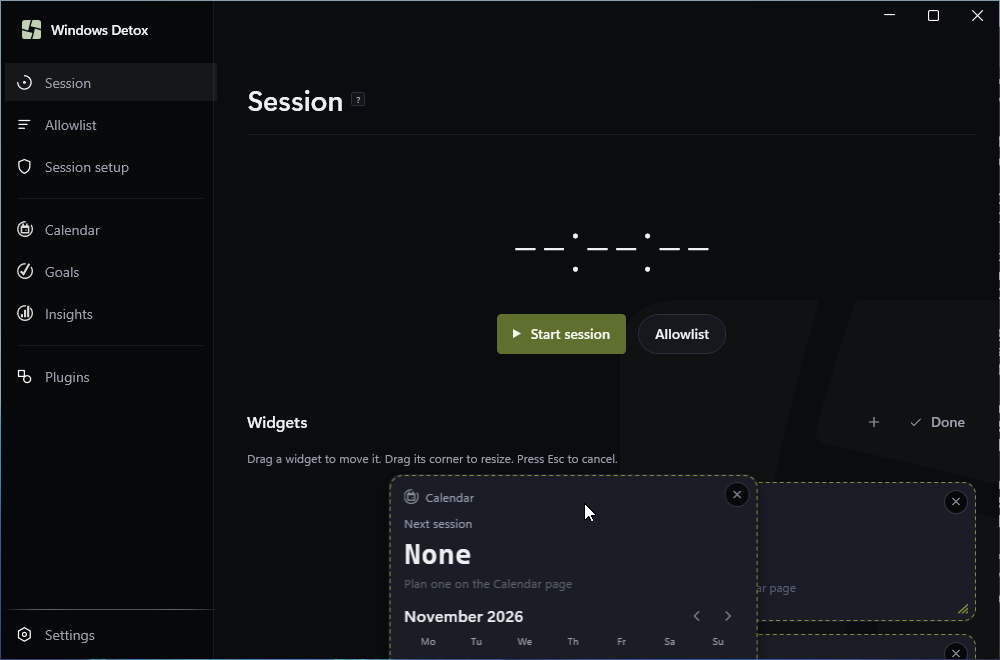 Windows Detox
Session
Allowlist
Session setup
Calendar
Goals
Insights
Plugins
Settings
Session ?
– – : – – : – –
Start session
Allowlist
Widgets
Done
Drag a widget to move it. Drag its corner to resize. Press Esc to cancel.
Calendar
Next session
None
Plan one on the Calendar page
page
November 2026
Mo Tu We Th Fr Sa Su